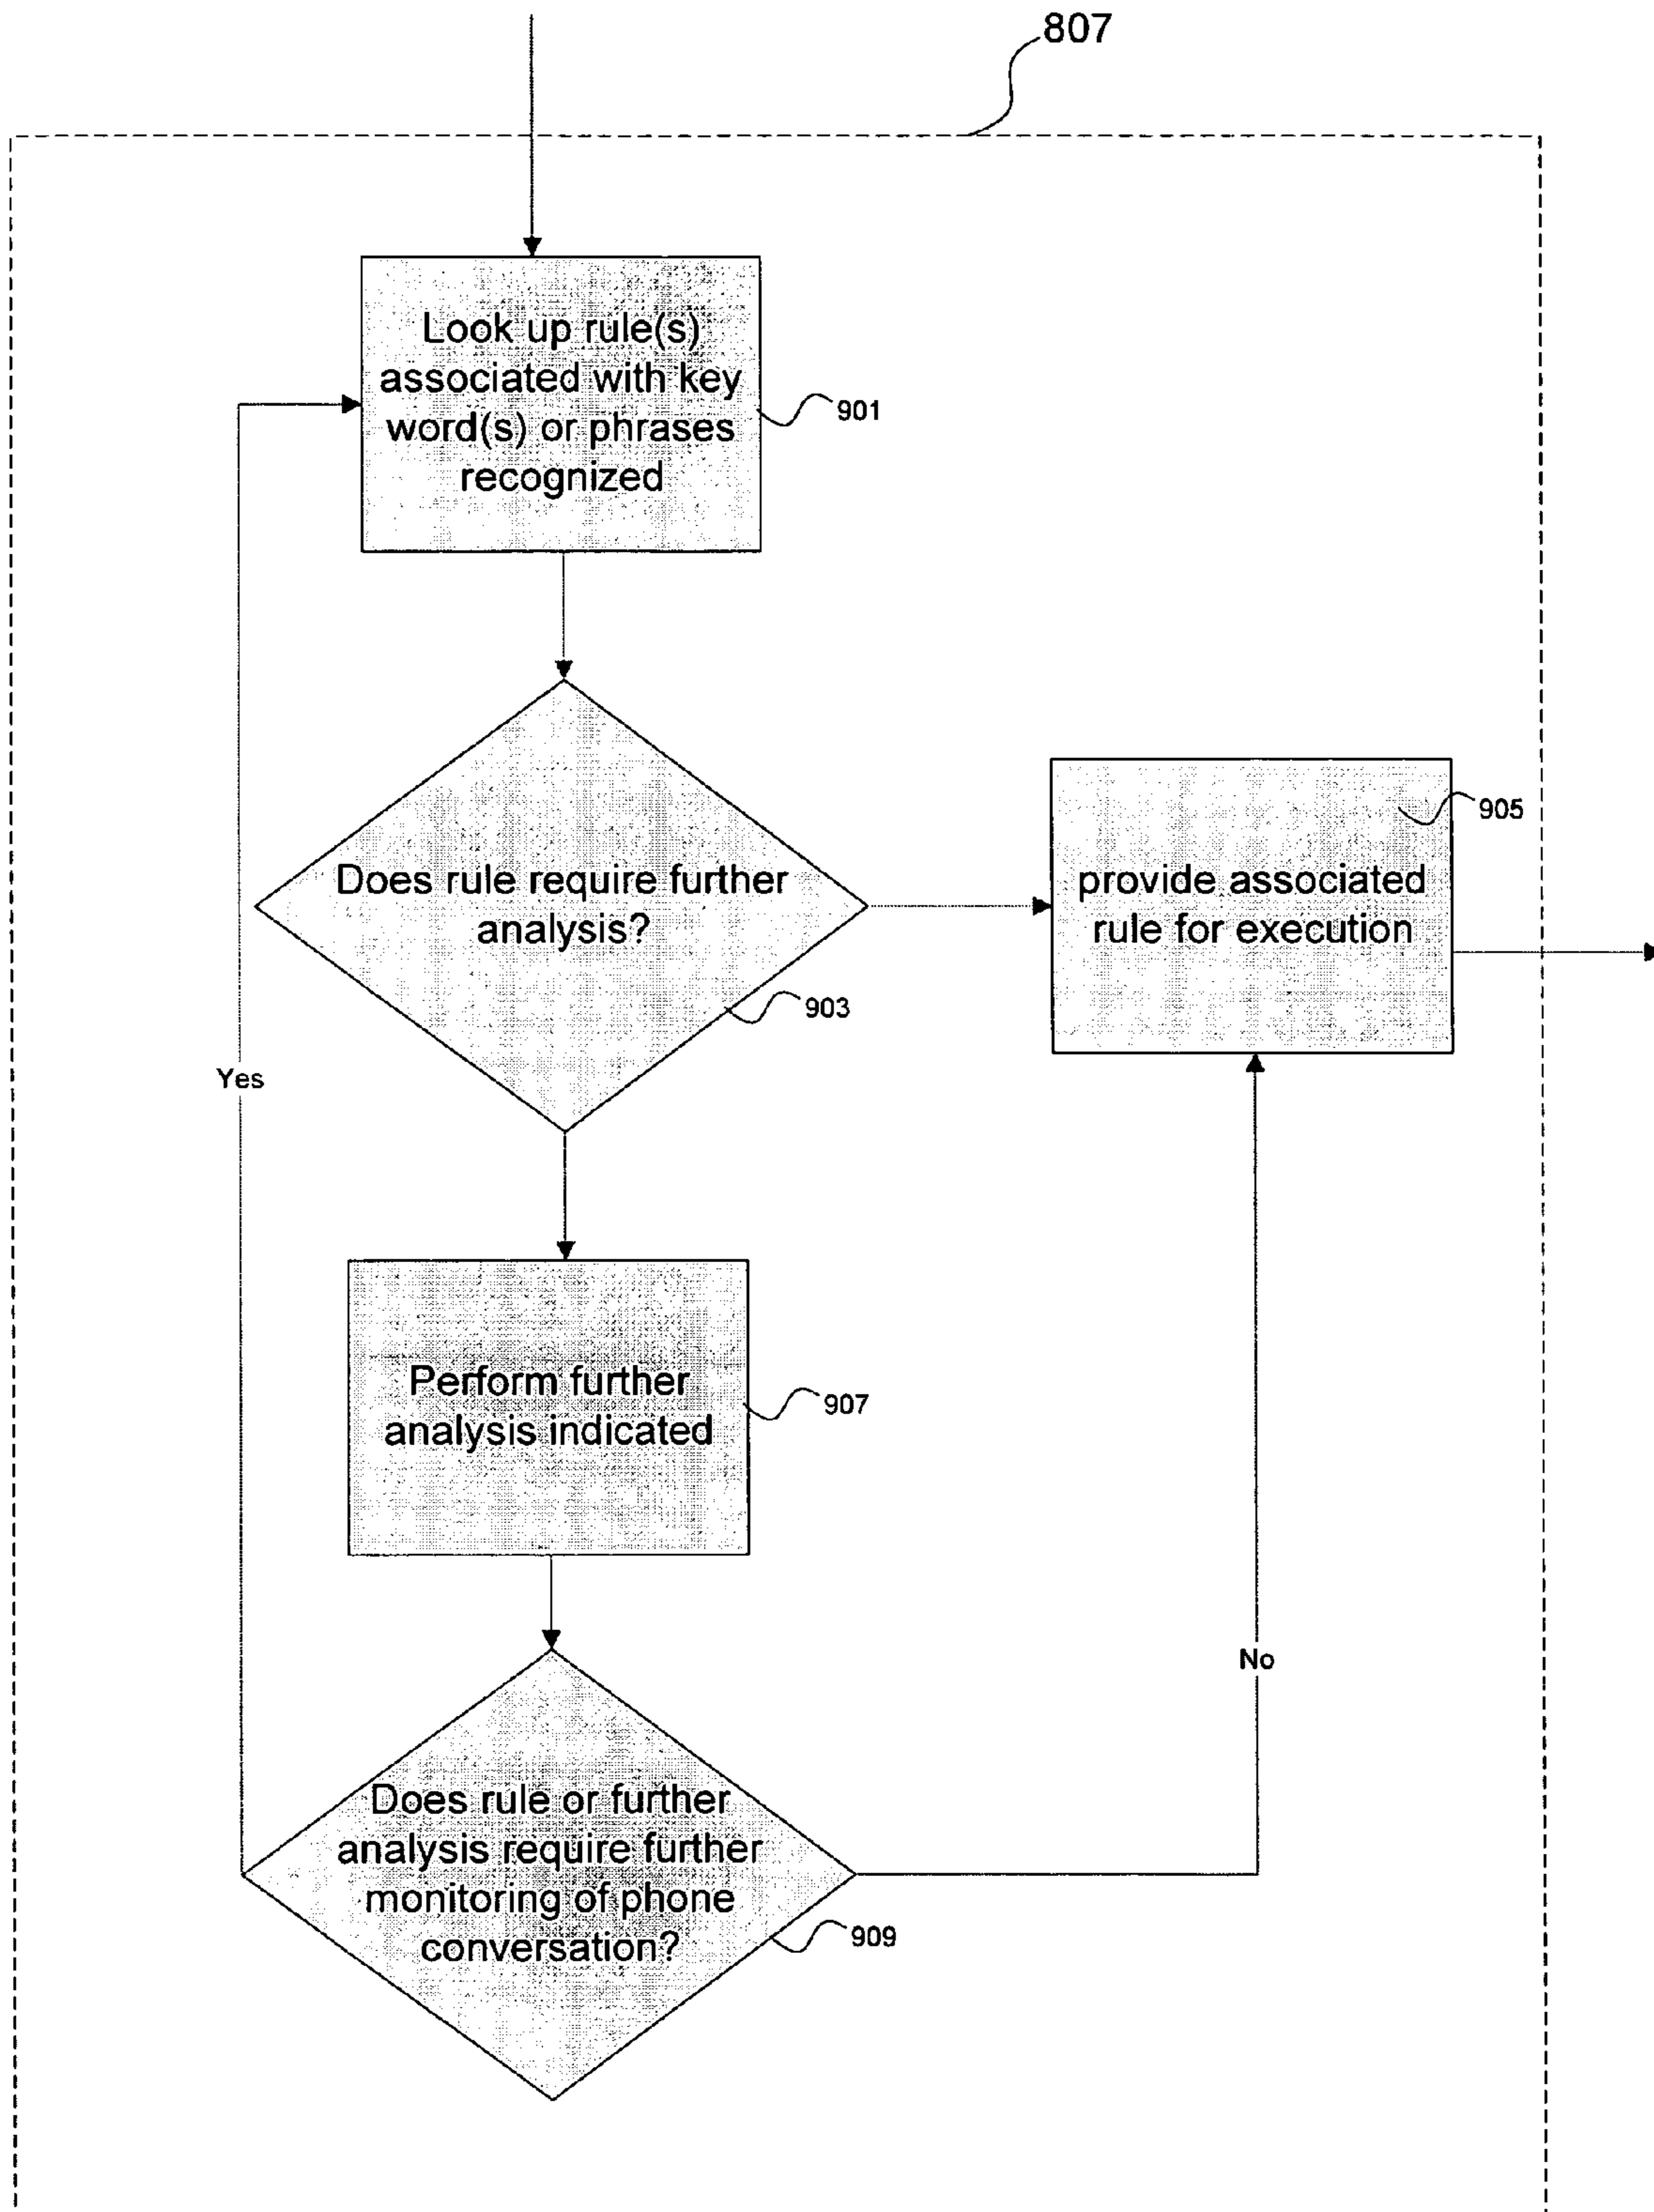 807
Look up rule(s)
associated with key
word(s) or phrases
recognized
901
Does rule require further
analysis?
903
905
provide associated
rule for execution
Yes
Perform further
analysis indicated
907
No
Does rule or further
analysis require further
monitoring of phone
conversation?
909